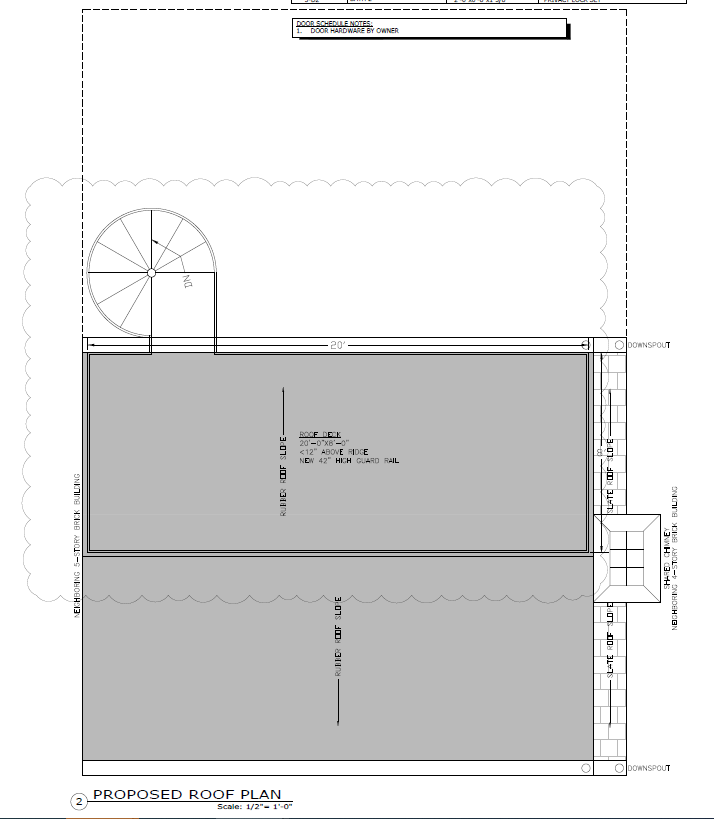 DOOR SCHEDULE NOTES:
1. DOOR HARDWARE BY OWNER
DN
20'
DOWNSPOUT
ROOF DECK
20'-0"X8'-0"
<12" ABOVE RIDGE
NEW 42" HIGH GUARD RAIL
RUBBER ROOF SLOPE
8'
SLATE ROOF SLOPE
NEIGHBORING 5-STORY BRICK BUILDING
SHARED CHIMNEY
NEIGHBORING 4-STORY BRICK BUILDING
RUBBER ROOF SLOPE
SLATE ROOF SLOPE
DOWNSPOUT
2 PROPOSED ROOF PLAN
Scale: 1/2"= 1'-0"